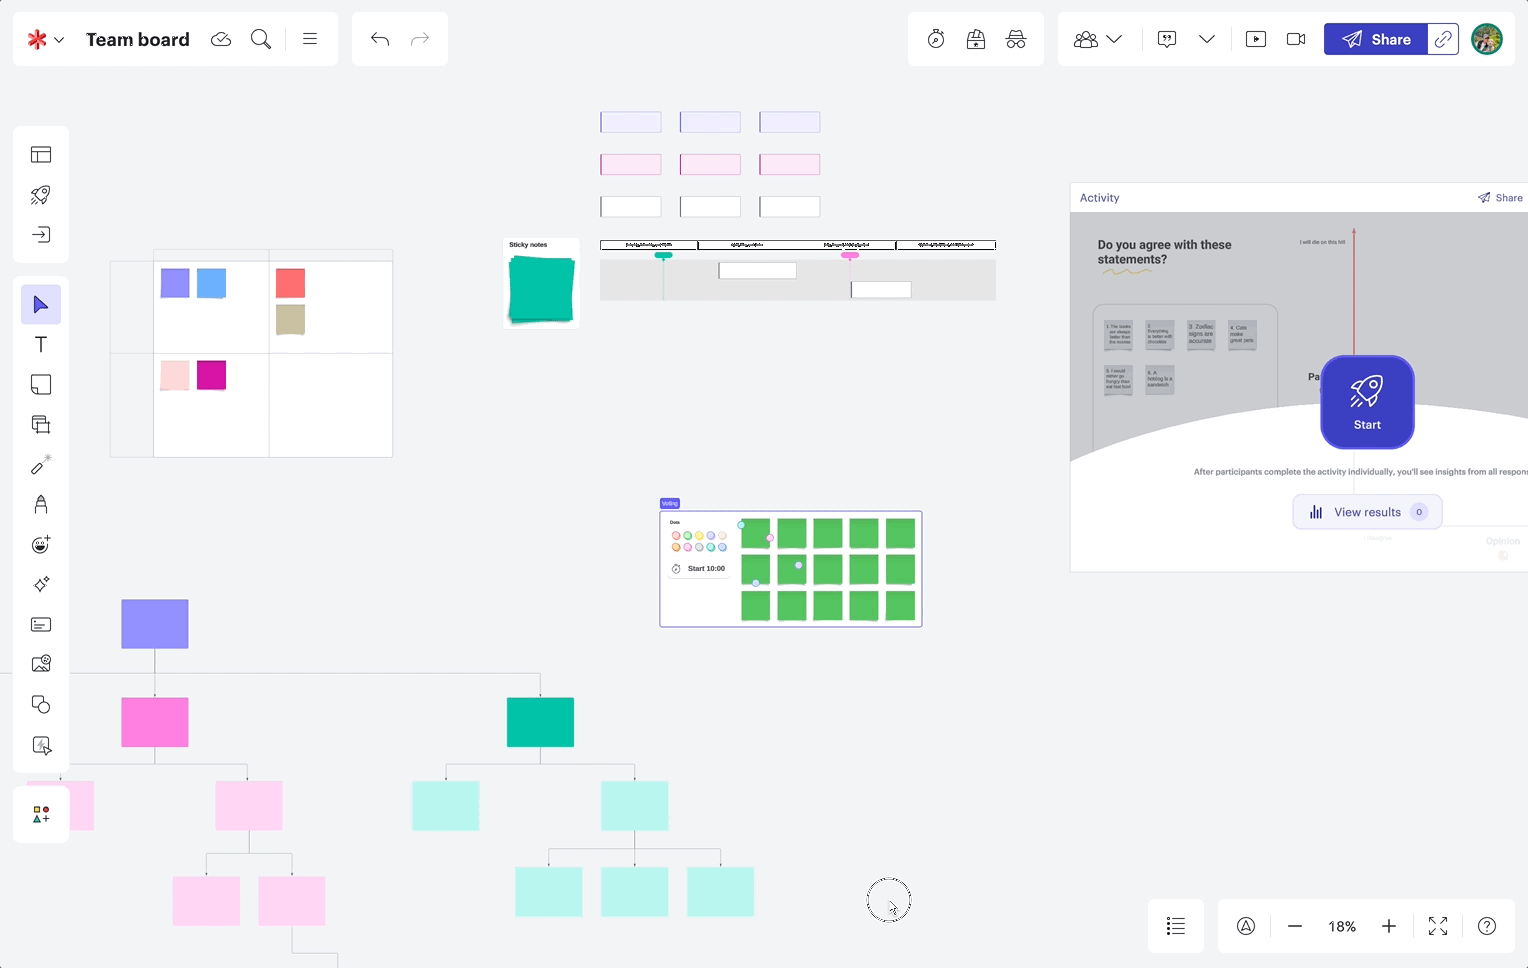 Team board
Share
Sticky notes
Activity
Share
Do you agree with these
statements?
I will die on this hill
1. The books
are always
better than
the movies
2.
Everything
is better with
chocolate
3 Zodiac
signs are
accurate
4. Cats
make
great pets
5. I would
rather go
hungry than
eat fast food
6. A
hotdog is a
sandwich
Pa
Start
After participants complete the activity individually, you'll see insights from all respon
View results 0
I disagree
Opinion
Voting
Dots
Start 10:00
18%